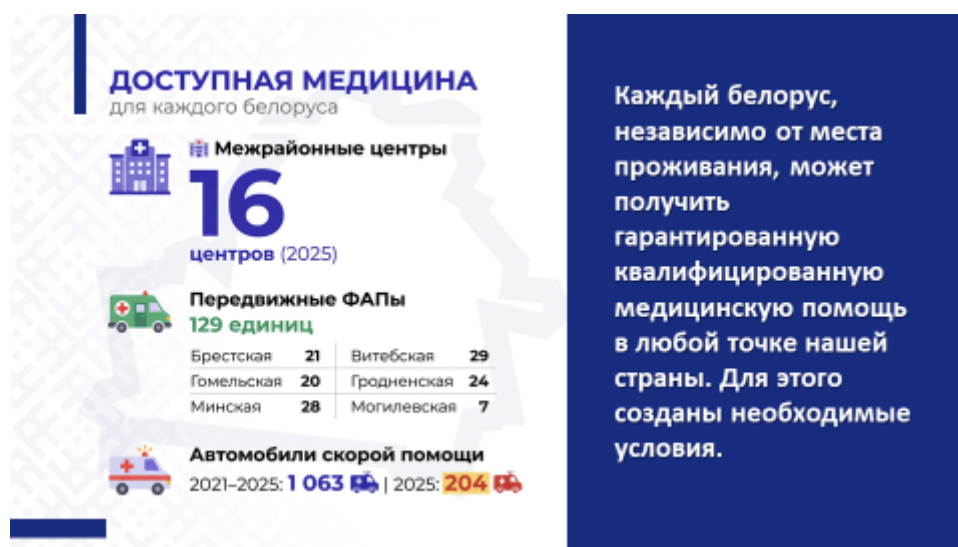 ДОСТУПНАЯ МЕДИЦИНА
для каждого белоруса
Межрайонные центры
16
центров (2025)
Передвижные ФАПы
129 единиц
Брестская 21 Витебская 29
Гомельская 20 Гродненская 24
Минская 28 Могилевская 7
Автомобили скорой помощи
2021–2025: 1 063 | 2025: 204
Каждый белорус,
независимо от места
проживания, может
получить
гарантированную
квалифицированную
медицинскую помощь
в любой точке нашей
страны. Для этого
созданы необходимые
условия.